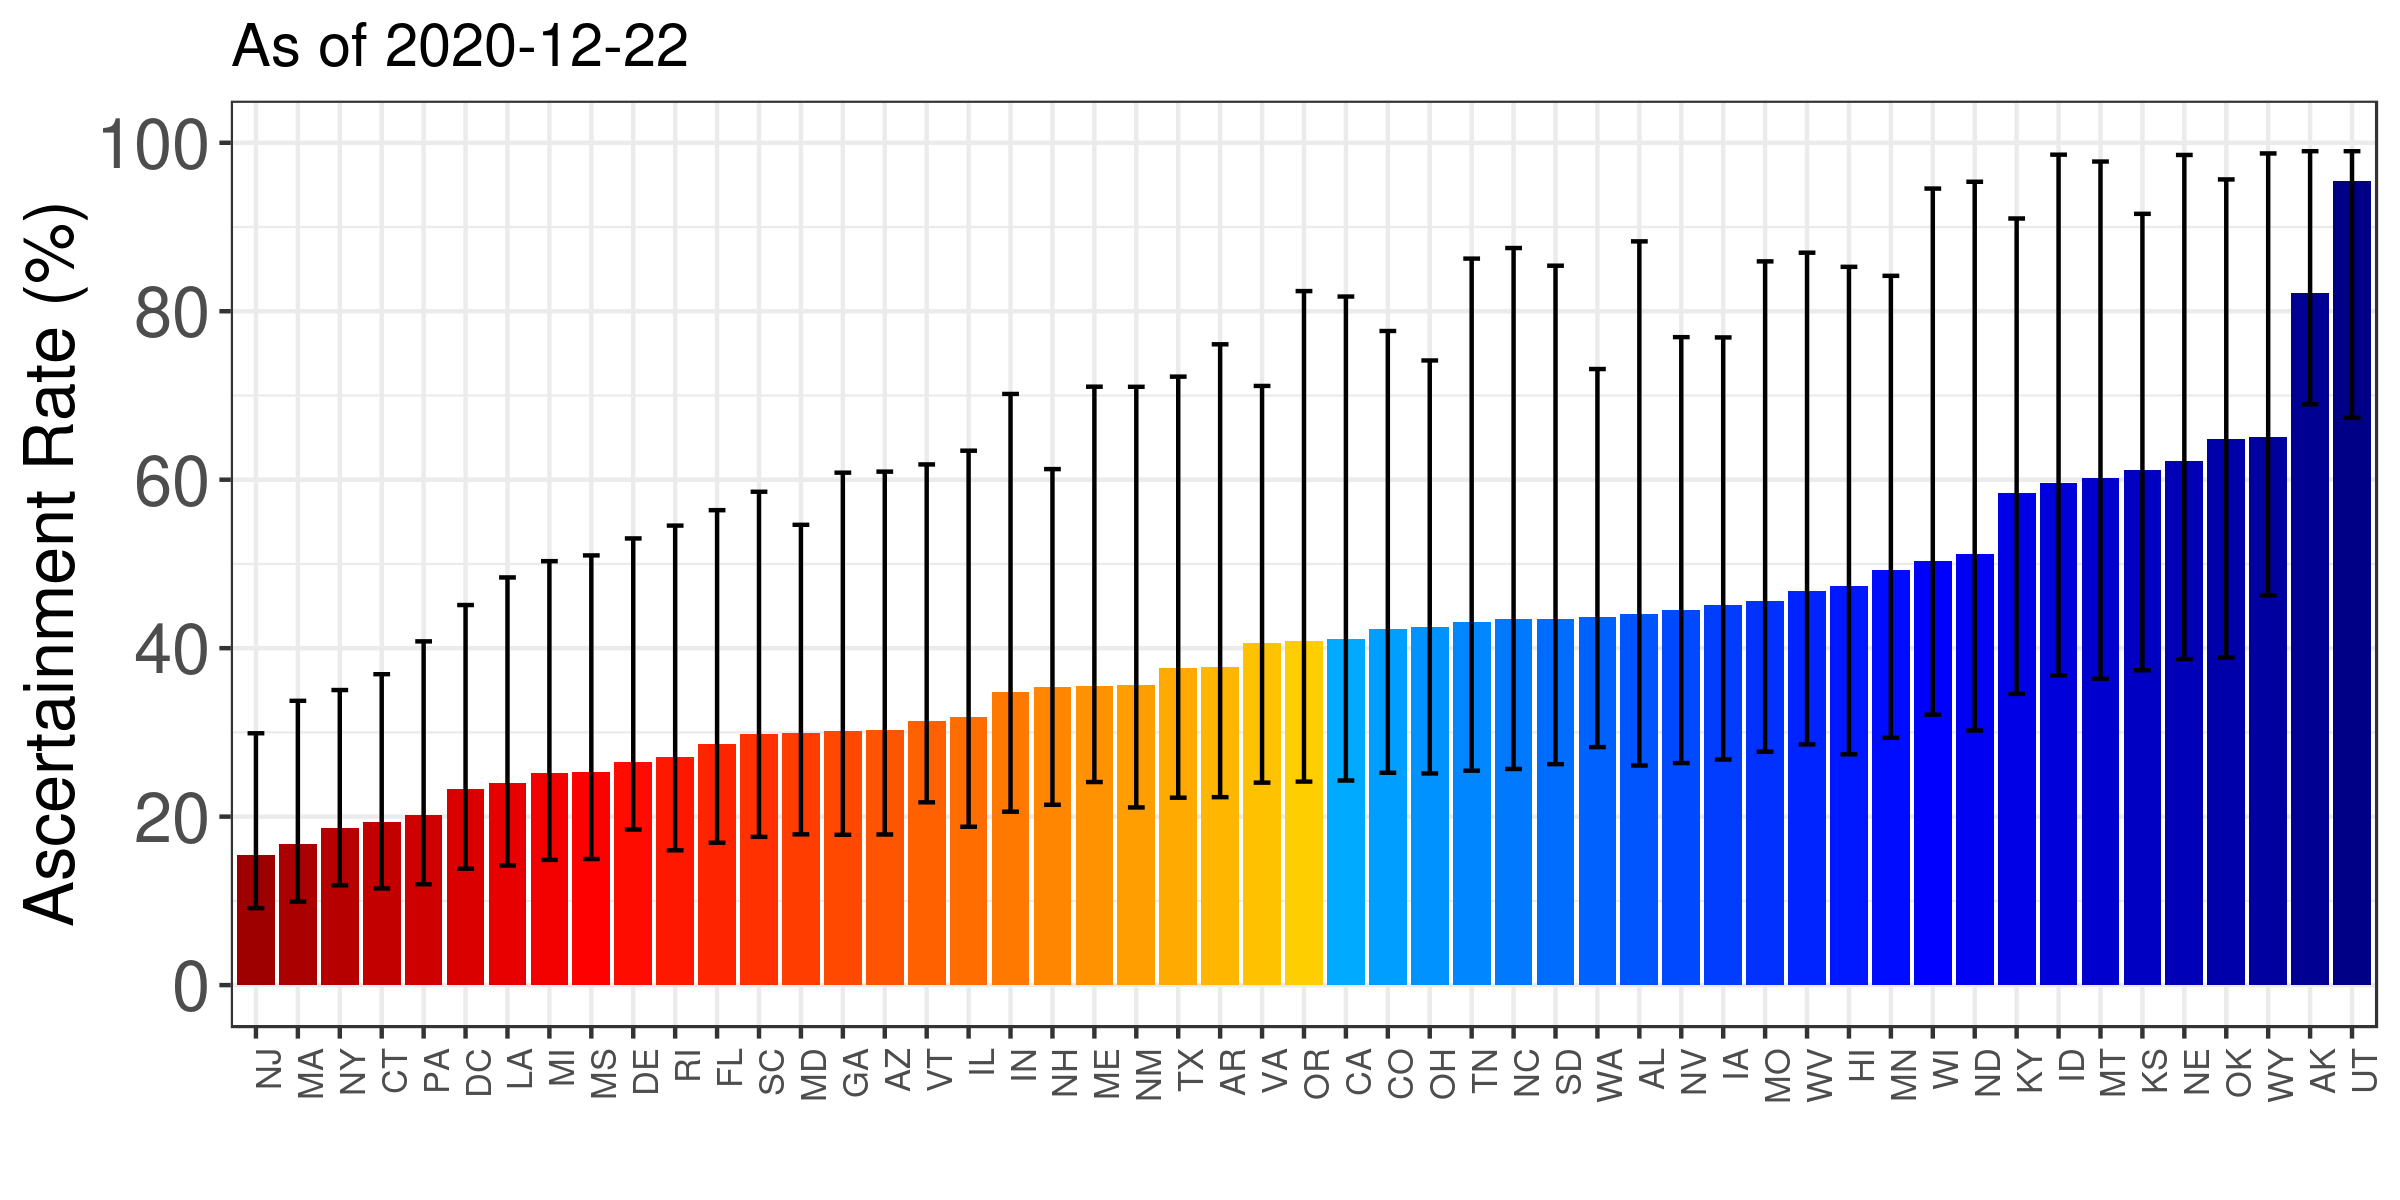 As of 2020-12-22
Ascertainment Rate (%)
100
80
60
40
20
0
NJ
MA
NY
CT
PA
DC
LA
MI
MS
DE
RI
FL
SC
MD
GA
AZ
VT
IL
IN
NH
ME
NM
TX
AR
VA
OR
CA
CO
OH
TN
NC
SD
WA
AL
NV
IA
MO
WV
HI
MN
WI
ND
KY
ID
MT
KS
NE
OK
WY
AK
UT